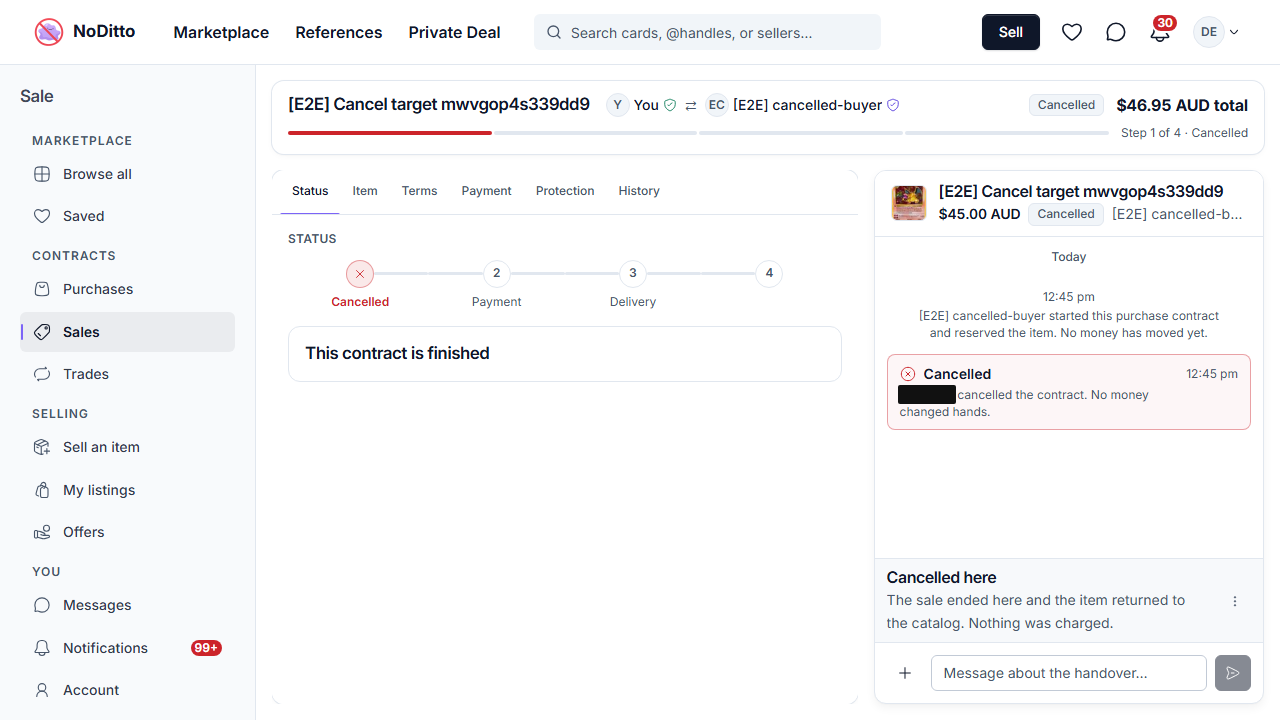 NoDitto
Marketplace
References
Private Deal
Search cards, @handles, or sellers...
Sell
30
DE
Sale
MARKETPLACE
Browse all
Saved
CONTRACTS
Purchases
Sales
Trades
SELLING
Sell an item
My listings
Offers
YOU
Messages
Notifications
99+
Account
[E2E] Cancel target mwvgop4s339dd9
Y You
EC [E2E] cancelled-buyer
Cancelled
$46.95 AUD total
Step 1 of 4 · Cancelled
Status
Item
Terms
Payment
Protection
History
STATUS
2
3
4
Cancelled
Payment
Delivery
This contract is finished
[E2E] Cancel target mwvgop4s339dd9
$45.00 AUD
Cancelled
[E2E] cancelled-b...
Today
12:45 pm
[E2E] cancelled-buyer started this purchase contract
and reserved the item. No money has moved yet.
Cancelled
12:45 pm
cancelled the contract. No money
changed hands.
Cancelled here
The sale ended here and the item returned to
the catalog. Nothing was charged.
Message about the handover...